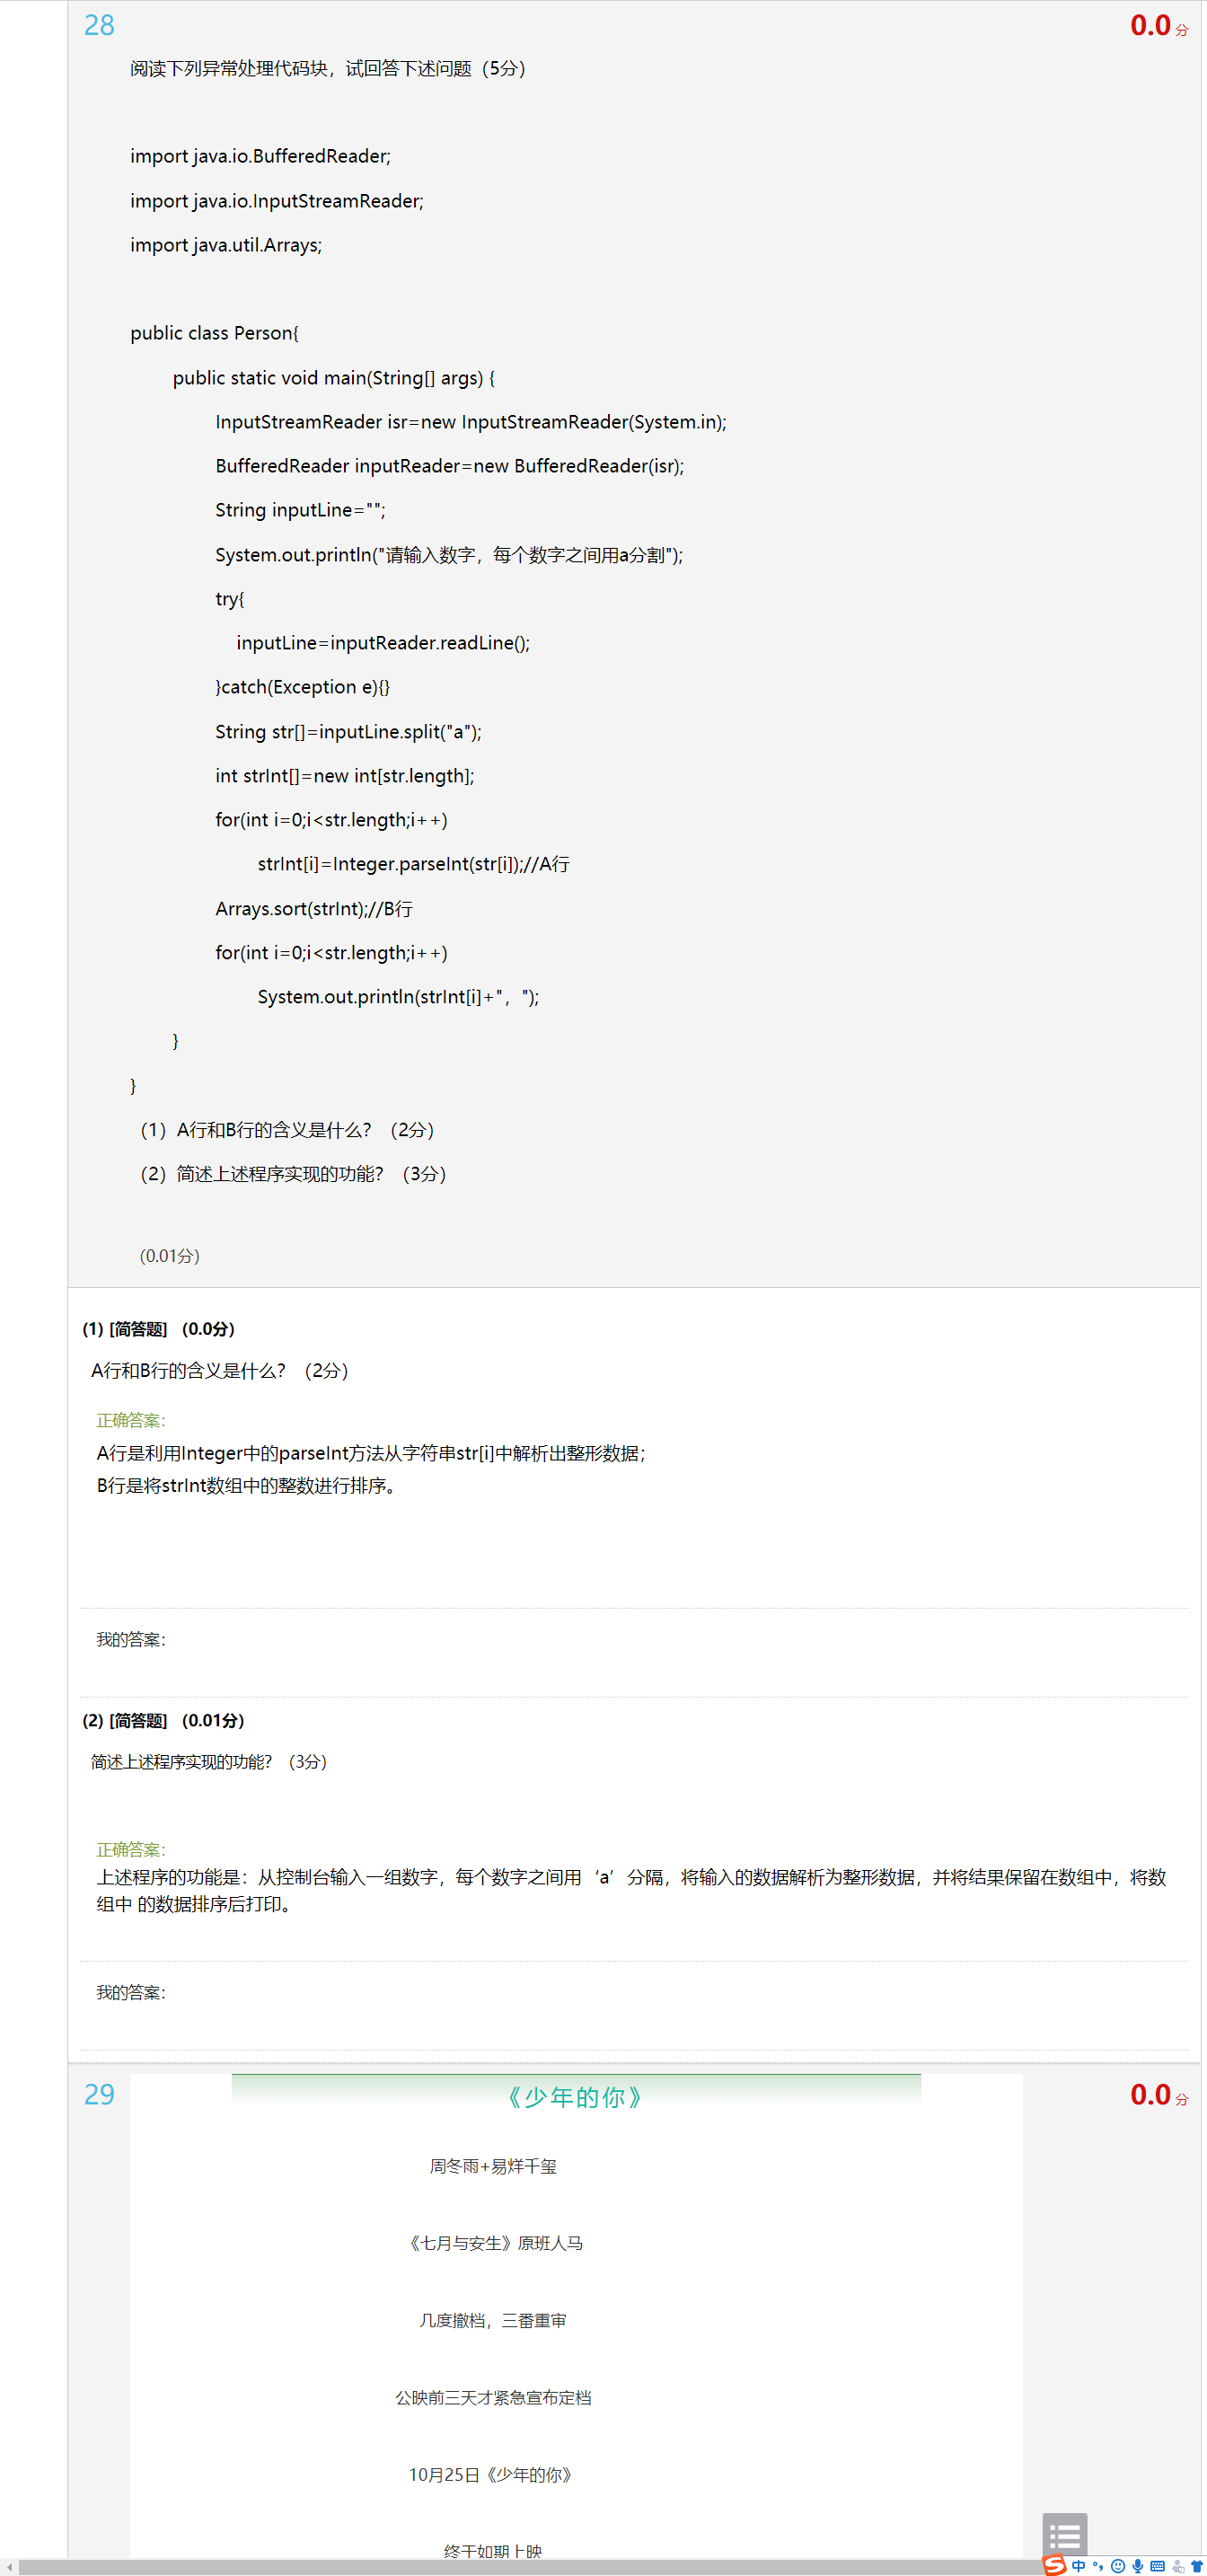 28
0.0 分
阅读下列异常处理代码块，试回答下述问题（5分）
import java.io.BufferedReader;
import java.io.InputStreamReader;
import java.util.Arrays;
public class Person{
public static void main(String[] args) {
InputStreamReader isr=new InputStreamReader(System.in);
BufferedReader inputReader=new BufferedReader(isr);
String inputLine="";
System.out.println("请输入数字，每个数字之间用a分割");
try{
inputLine=inputReader.readLine();
}catch(Exception e){}
String str[]=inputLine.split("a");
int strInt[]=new int[str.length];
for(int i=0;i<str.length;i++)
strInt[i]=Integer.parseInt(str[i]);//A行
Arrays.sort(strInt);//B行
for(int i=0;i<str.length;i++)
System.out.println(strInt[i]+"，");
}
}
（1）A行和B行的含义是什么？（2分）
（2）简述上述程序实现的功能？（3分）
（0.01分）
(1) [简答题] （0.0分）
A行和B行的含义是什么？（2分）
正确答案：
A行是利用Integer中的parseInt方法从字符串str[i]中解析出整形数据；
B行是将strInt数组中的整数进行排序。
我的答案：
(2) [简答题] （0.01分）
简述上述程序实现的功能？（3分）
正确答案：
上述程序的功能是：从控制台输入一组数字，每个数字之间用‘a’分隔，将输入的数据解析为整形数据，并将结果保留在数组中，将数
组中 的数据排序后打印。
我的答案：
29
0.0 分
《少年的你》
周冬雨+易烊千玺
《七月与安生》原班人马
几度撤档，三番重审
公映前三天才紧急宣布定档
10月25日《少年的你》
终于如期上映
中